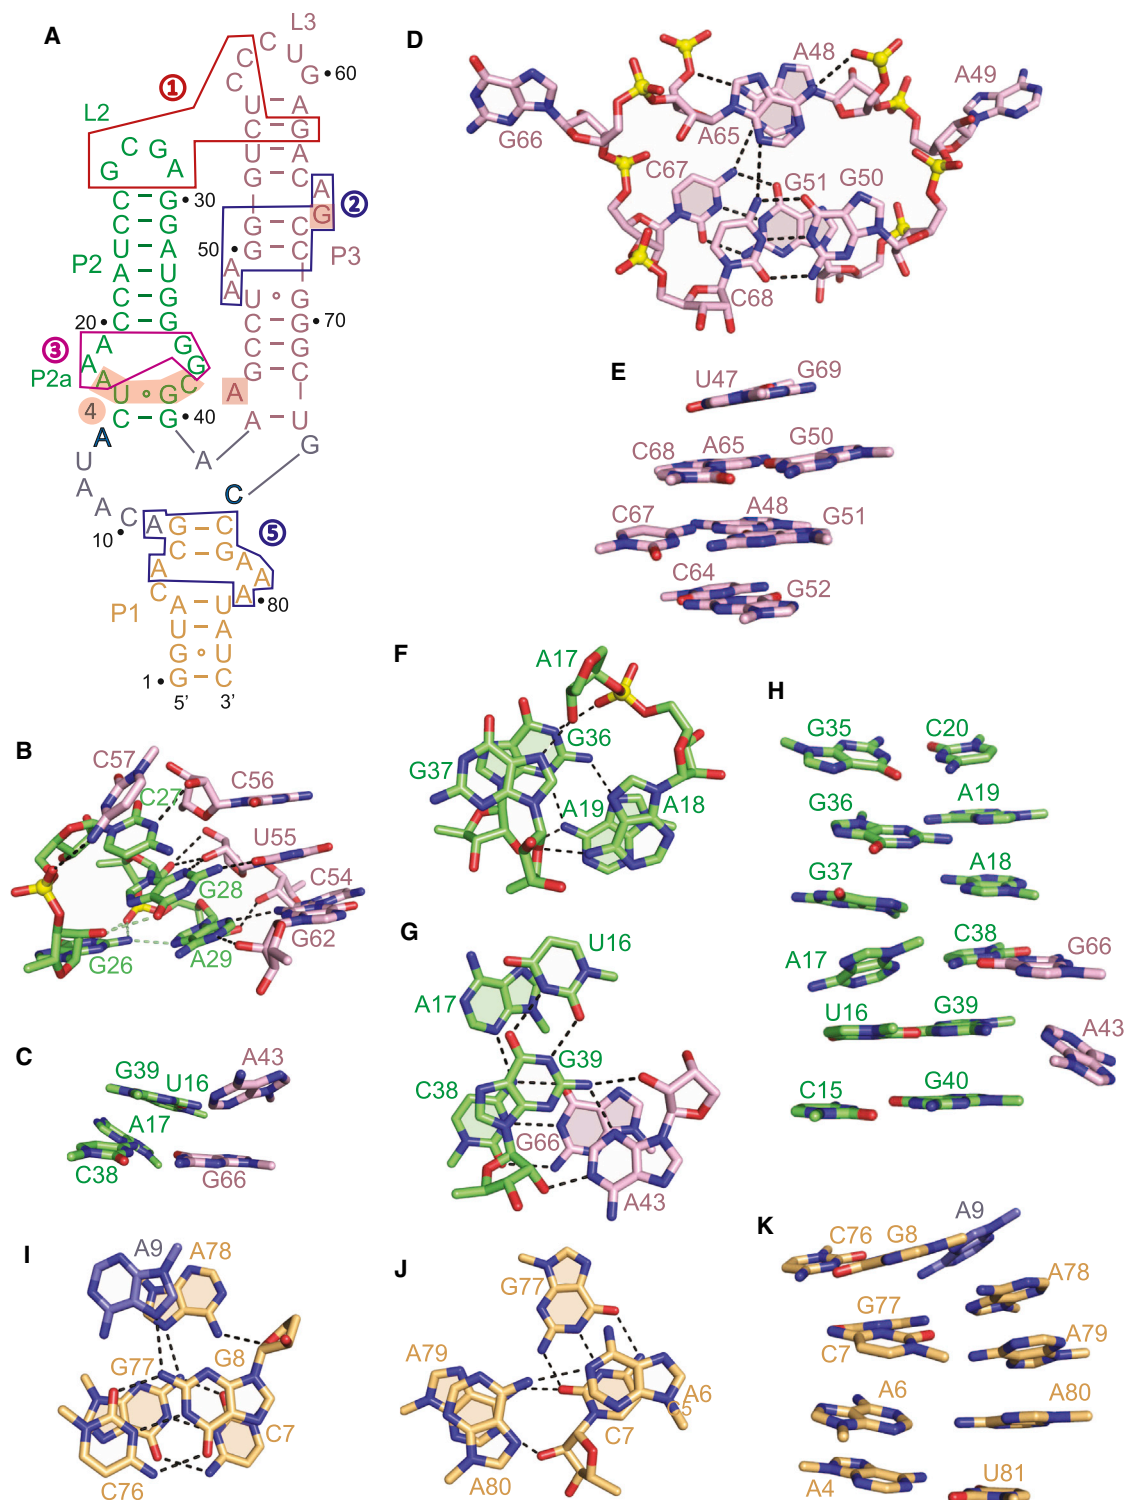 A
L3
C
C U
C G •60
① U A
L2 C G
C G U A
G A G C
C – G •30 A
C – G G ②
U – A 50• G C P3
P2 A – U G C
C – G A G
C – G A U ∘ G
20• C – G C – G •70
③ A G C – G
A G G – C
P2a A U ∘ G C A I
4 C – G •40 A – U
A A G
U
A C
A
10• C A G – C ⑤
C – G A
A A
C A •80
P1 A – U
U – A
G ∘ U
1• G – C
5' 3'
B
C57
C56
C27
U55
G28
C54
G62
G26
A29
C
G39
A43
U16
A17
C38
G66
D
A48
A49
G66
A65
C67
G51
G50
C68
E
U47
G69
C68
A65
G50
C67
A48
G51
C64
G52
F
A17
G36
G37
A19
A18
G
U16
A17
G39
C38
G66
A43
H
G35
C20
G36
A19
G37
A18
A17
C38
G66
U16
G39
A43
C15
G40
I
A9
A78
G77
G8
C7
C76
J
G77
A79
A6
C5
C7
A80
K
A9
C76
G8
A78
G77
C7
A79
A6
A80
A4
U81